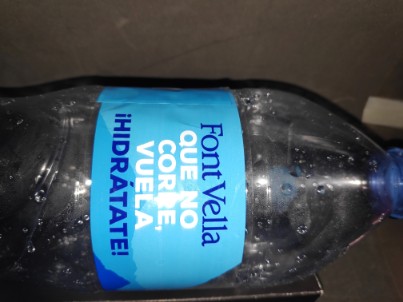 Font Vella
QUE NO
CORRE,
VUELA
¡HIDRÁTATE!